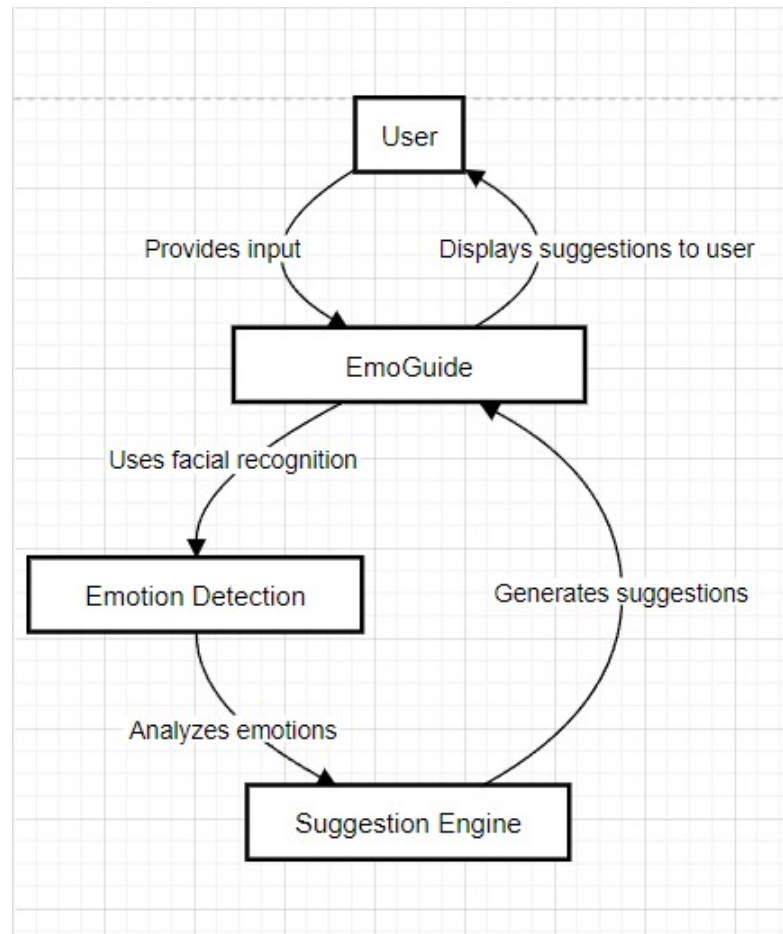 User
Provides input
Displays suggestions to user
EmoGuide
Uses facial recognition
Emotion Detection
Generates suggestions
Analyzes emotions
Suggestion Engine